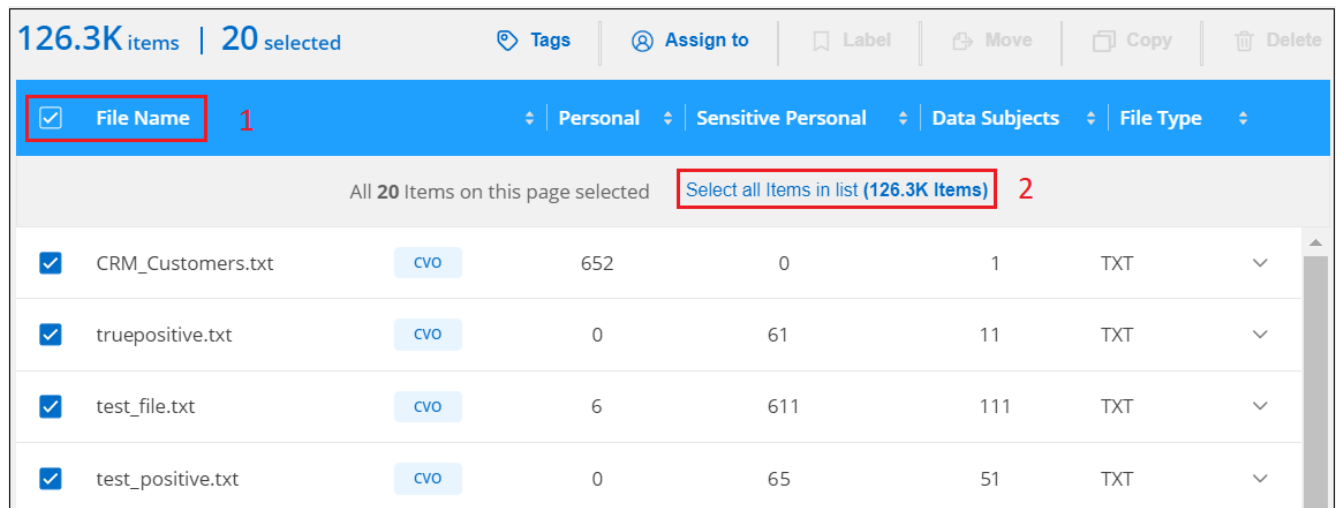 126.3K items | 20 selected Tags Assign to Label Move Copy Delete
File Name 1 Personal Sensitive Personal Data Subjects File Type
All 20 Items on this page selected Select all Items in list (126.3K Items) 2
CRM_Customers.txt CVO 652 0 1 TXT
truepositive.txt CVO 0 61 11 TXT
test_file.txt CVO 6 611 111 TXT
test_positive.txt CVO 0 65 51 TXT